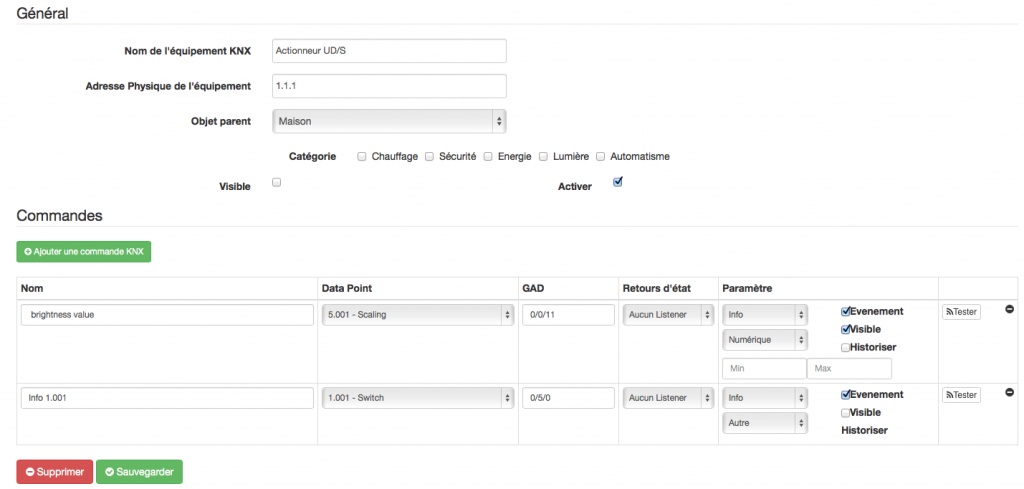 Général
Nom de l'équipement KNX Actionneur UD/S
Adresse Physique de l'équipement 1.1.1
Objet parent Maison
Catégorie Chauffage Sécurité Energie Lumière Automatisme
Visible Activer
Commandes
Ajouter une commande KNX
Nom Data Point GAD Retours d'état Paramètre
brightness value 5.001 - Scaling 0/0/11 Aucun Listener Info Evenement Tester
Numérique Visible
Historiser
Min Max
Info 1.001 1.001 - Switch 0/5/0 Aucun Listener Info Evenement Tester
Autre Visible
Historiser
Supprimer Sauvegarder